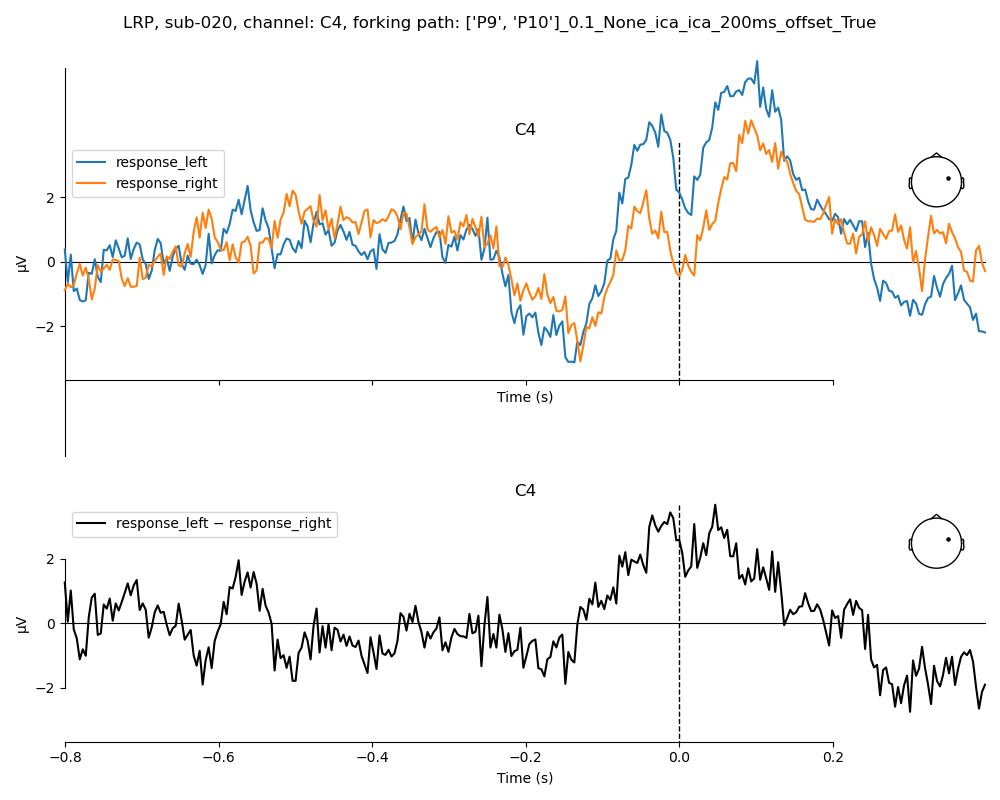 LRP, sub-020, channel: C4, forking path: ['P9', 'P10']_0.1_None_ica_ica_200ms_offset_True
C4
response_left
response_right
2
0
−2
µV
Time (s)
C4
response_left − response_right
2
0
−2
µV
−0.8
−0.6
−0.4
−0.2
0.0
0.2
Time (s)